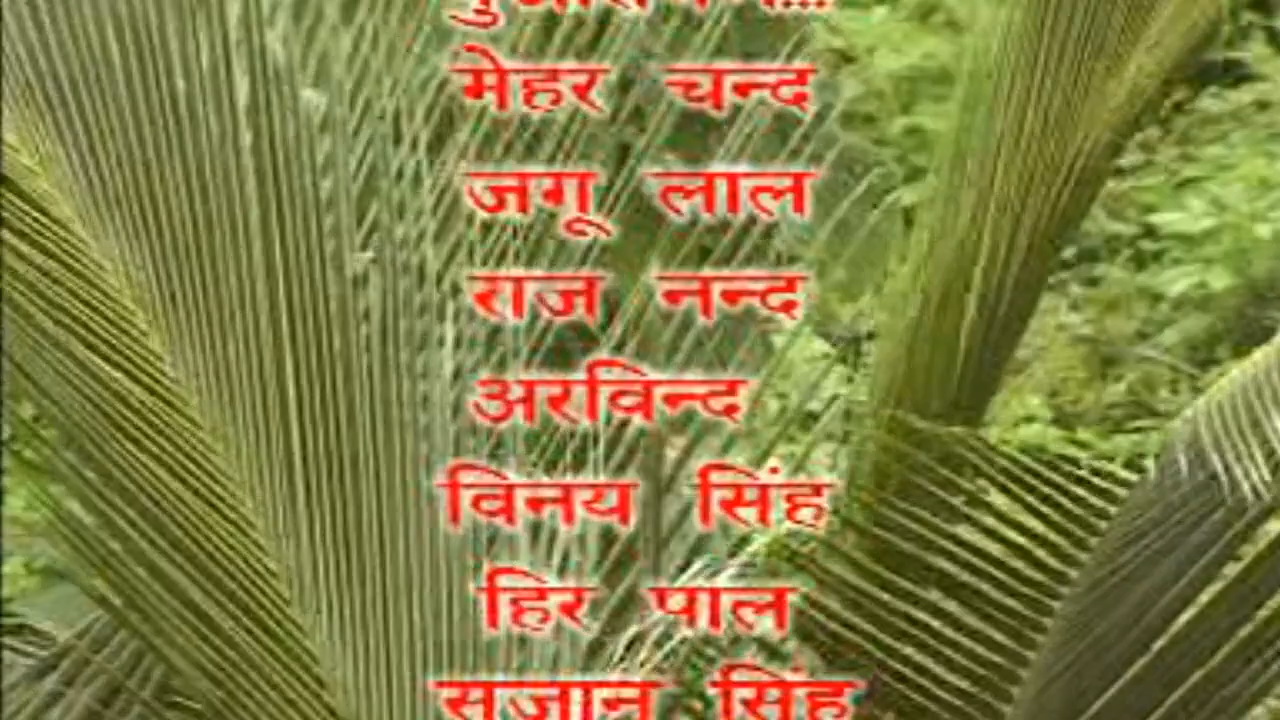 मेहर चन्द
जगू लाल
राज नन्द
अरविन्द
विनय सिंह
हिर पाल
सजान सिंह